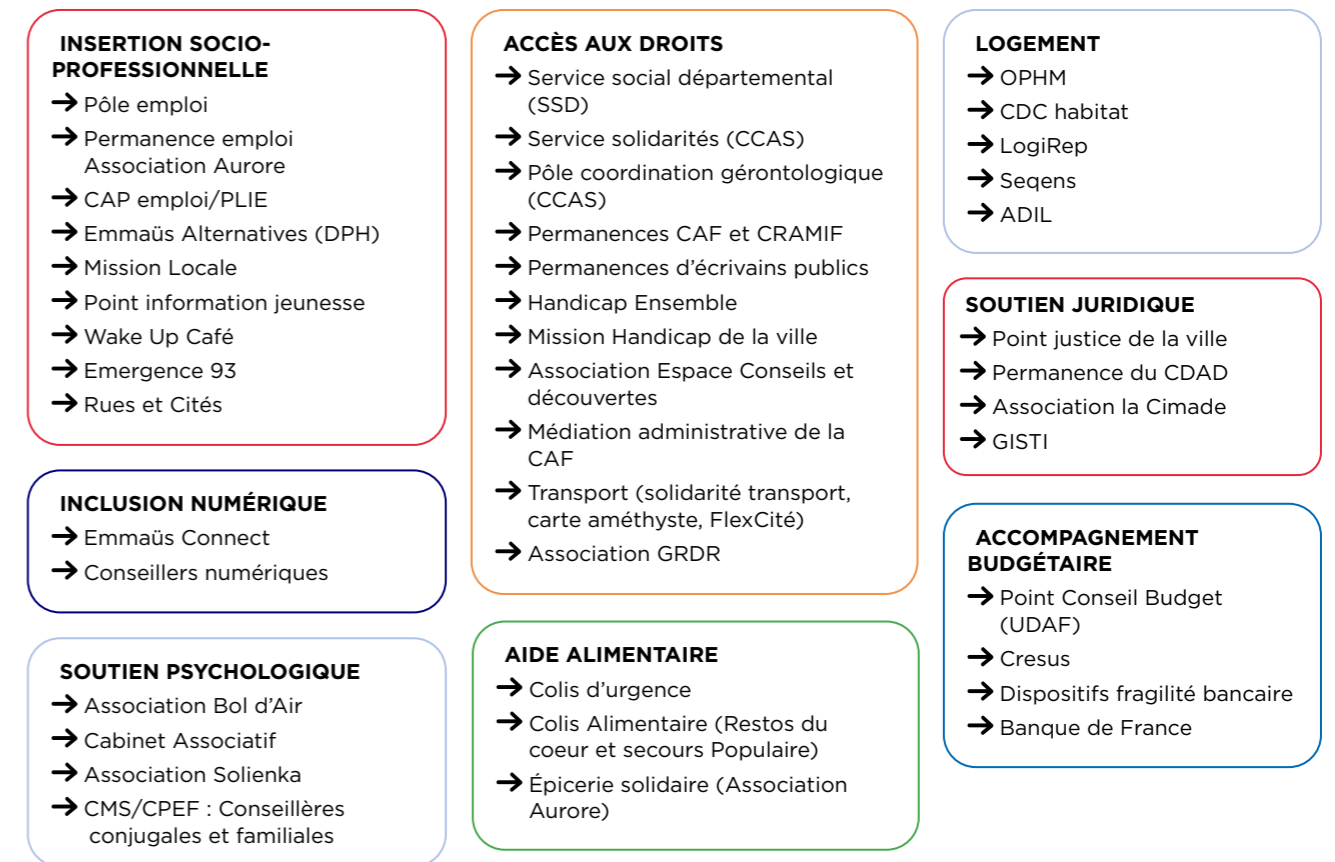 INSERTION SOCIO-
PROFESSIONNELLE
→ Pôle emploi
→ Permanence emploi
Association Aurore
→ CAP emploi/PLIE
→ Emmaüs Alternatives (DPH)
→ Mission Locale
→ Point information jeunesse
→ Wake Up Café
→ Emergence 93
→ Rues et Cités
INCLUSION NUMÉRIQUE
→ Emmaüs Connect
→ Conseillers numériques
SOUTIEN PSYCHOLOGIQUE
→ Association Bol d’Air
→ Cabinet Associatif
→ Association Solienka
→ CMS/CPEF : Conseillères
conjugales et familiales
ACCÈS AUX DROITS
→ Service social départemental
(SSD)
→ Service solidarités (CCAS)
→ Pôle coordination gérontologique
(CCAS)
→ Permanences CAF et CRAMIF
→ Permanences d’écrivains publics
→ Handicap Ensemble
→ Mission Handicap de la ville
→ Association Espace Conseils et
découvertes
→ Médiation administrative de la
CAF
→ Transport (solidarité transport,
carte améthyste, FlexCité)
→ Association GRDR
AIDE ALIMENTAIRE
→ Colis d’urgence
→ Colis Alimentaire (Restos du
coeur et secours Populaire)
→ Épicerie solidaire (Association
Aurore)
LOGEMENT
→ OPHM
→ CDC habitat
→ LogiRep
→ Seqens
→ ADIL
SOUTIEN JURIDIQUE
→ Point justice de la ville
→ Permanence du CDAD
→ Association la Cimade
→ GISTI
ACCOMPAGNEMENT
BUDGÉTAIRE
→ Point Conseil Budget
(UDAF)
→ Cresus
→ Dispositifs fragilité bancaire
→ Banque de France